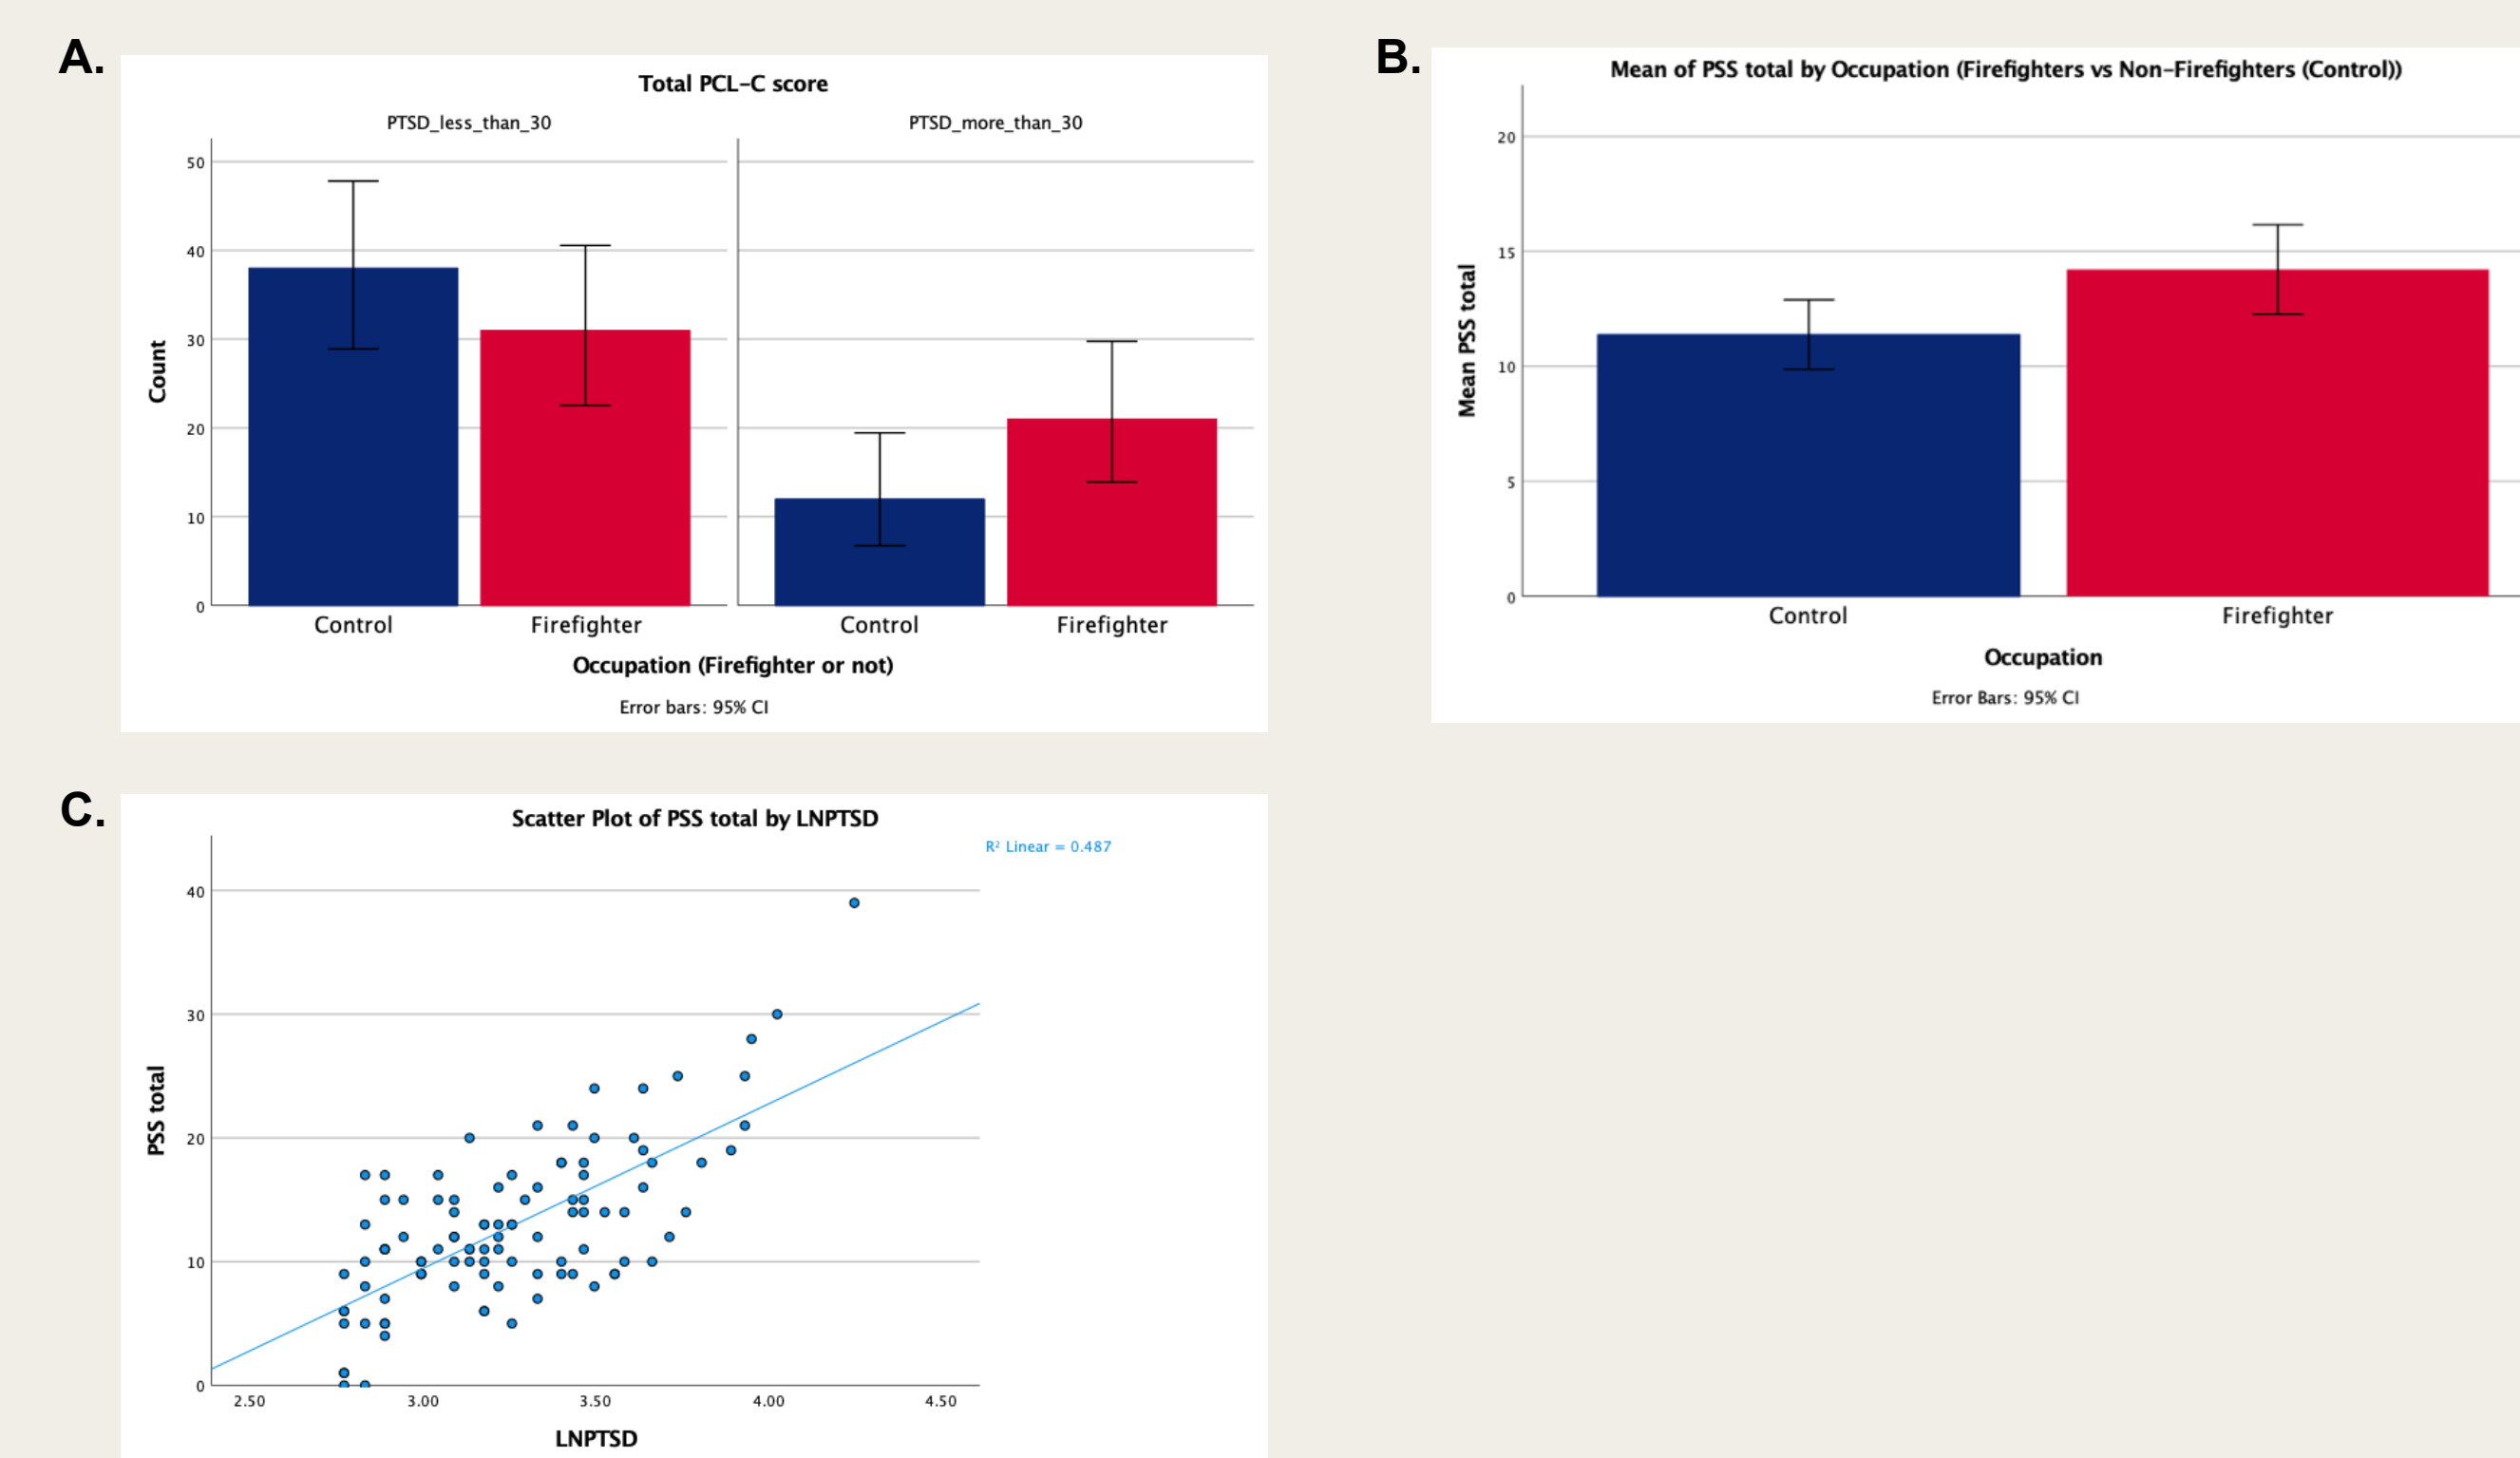 A.
Total PCL-C score
PTSD_less_than_30
PTSD_more_than_30
50
40
30
20
10
0
Count
Control
Firefighter
Control
Firefighter
Occupation (Firefighter or not)
Error bars: 95% CI
B.
Mean of PSS total by Occupation (Firefighters vs Non-Firefighters (Control))
20
15
10
5
0
Mean PSS total
Control
Firefighter
Occupation
Error Bars: 95% CI
C.
Scatter Plot of PSS total by LNPTSD
R² Linear = 0.487
40
30
20
10
0
PSS total
2.50
3.00
3.50
4.00
4.50
LNPTSD